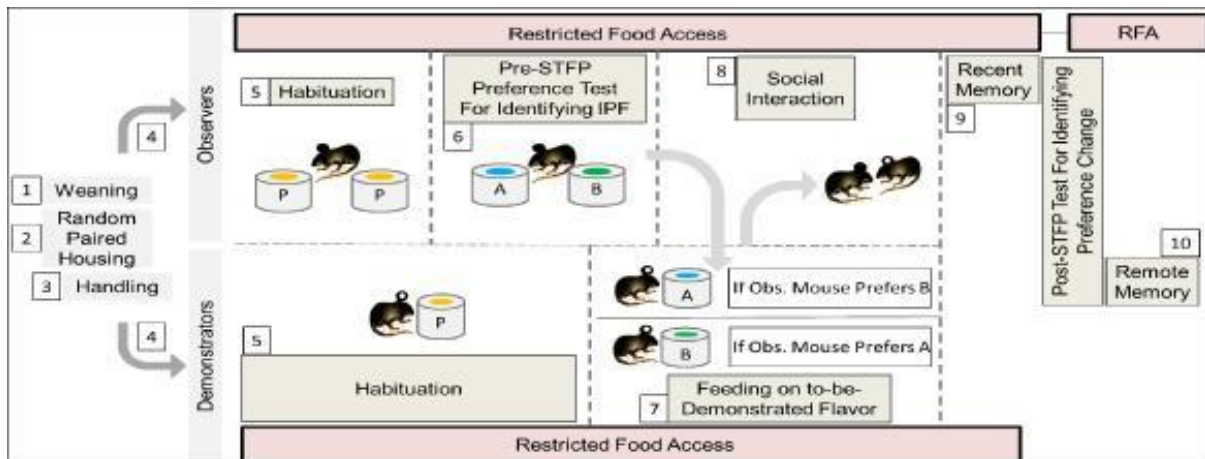 Restricted Food Access
RFA
Observers
4
5
Habituation
P
P
Pre-STFP
Preference Test
For Identifying IPF
6
A
B
8
Social
Interaction
Recent
Memory
9
Post-STFP Test For Identifying
Preference Change
10
Remote
Memory
1
Weaning
2
Random
Paired
Housing
3
Handling
4
Demonstrators
5
P
Habituation
A
If Obs. Mouse Prefers B
B
If Obs. Mouse Prefers A
7
Feeding on to-be-
Demonstrated Flavor
Restricted Food Access